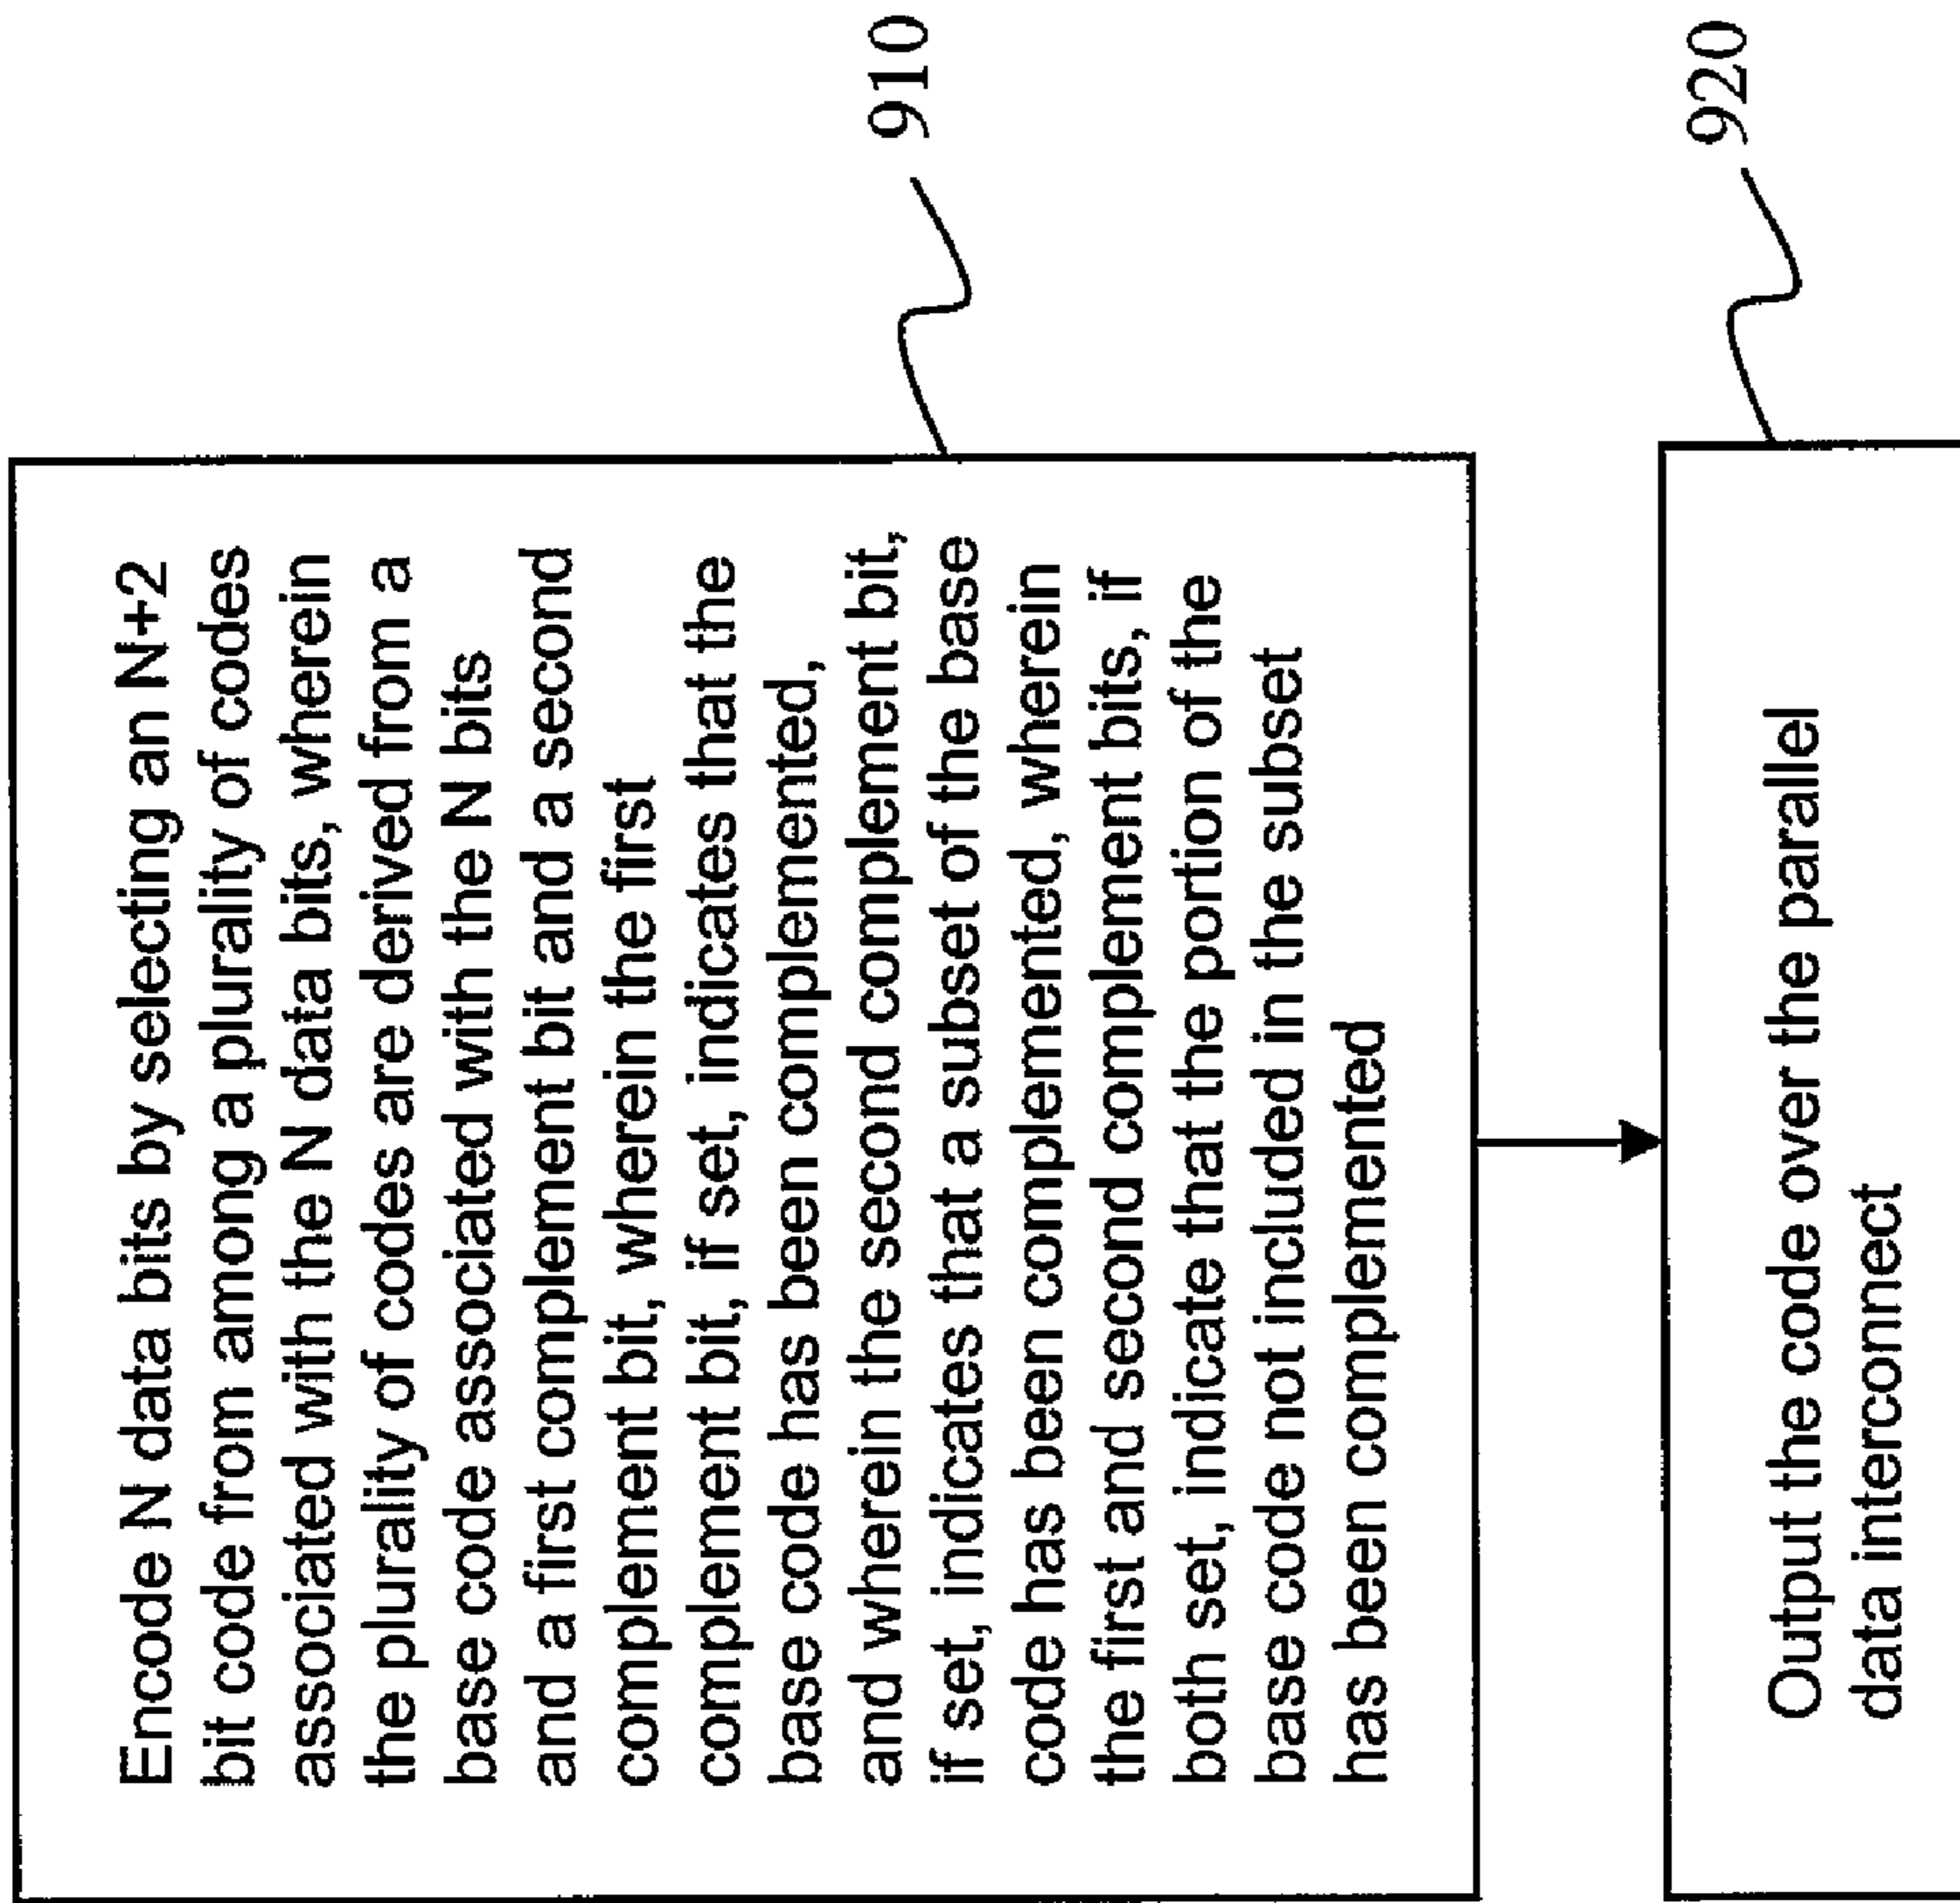 Encode N data bits by selecting an N+2
bit code from among a plurality of codes
associated with the N data bits, wherein
the plurality of codes are derived from a
base code associated with the N bits
and a first complement bit and a second
complement bit, wherein the first
complement bit, if set, indicates that the
base code has been complemented,
and wherein the second complement bit,
if set, indicates that a subset of the base
code has been complemented, wherein
the first and second complement bits, if
both set, indicate that the portion of the
base code not included in the subset
has been complemented
910
Output the code over the parallel
data interconnect
920